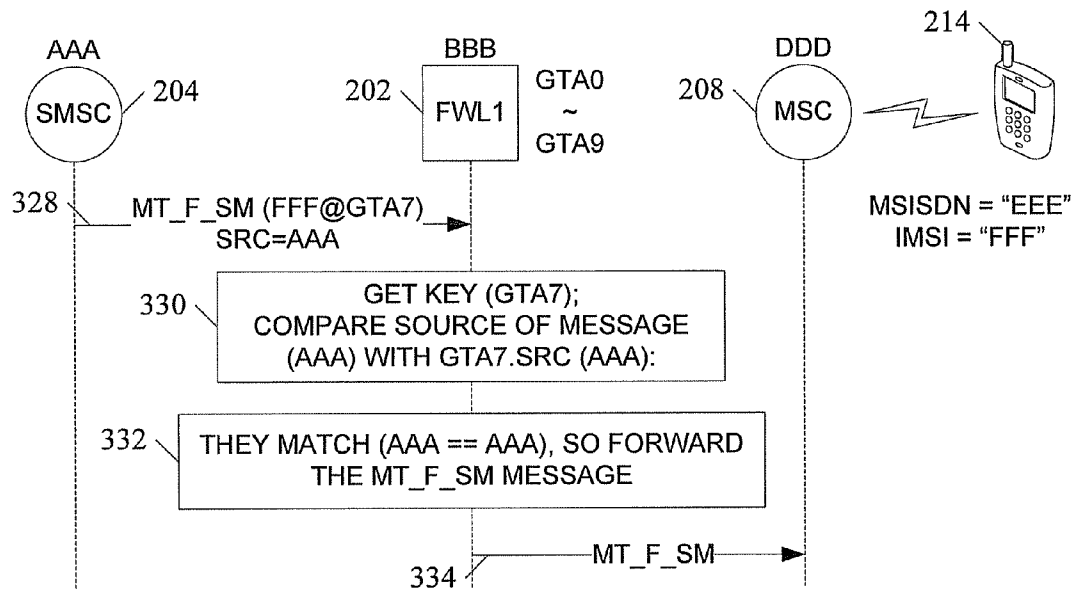 214
AAA
BBB
DDD
SMSC
204
202
FWL1
GTA0
~
GTA9
208
MSC
328
MT_F_SM (FFF@GTA7)
SRC=AAA
MSISDN = “EEE”
IMSI = “FFF”
330
GET KEY (GTA7);
COMPARE SOURCE OF MESSAGE
(AAA) WITH GTA7.SRC (AAA):
332
THEY MATCH (AAA == AAA), SO FORWARD
THE MT_F_SM MESSAGE
334
MT_F_SM